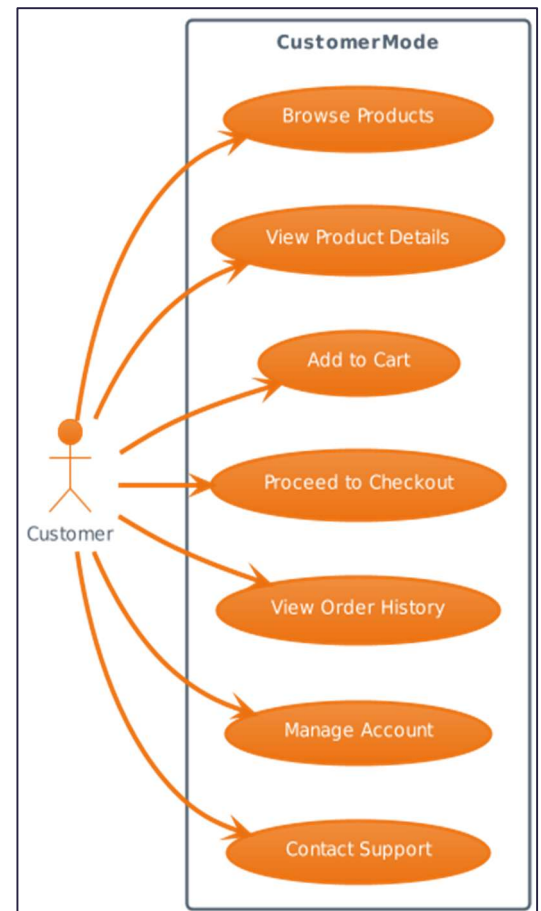 CustomerMode
Browse Products
View Product Details
Add to Cart
Proceed to Checkout
Customer
View Order History
Manage Account
Contact Support